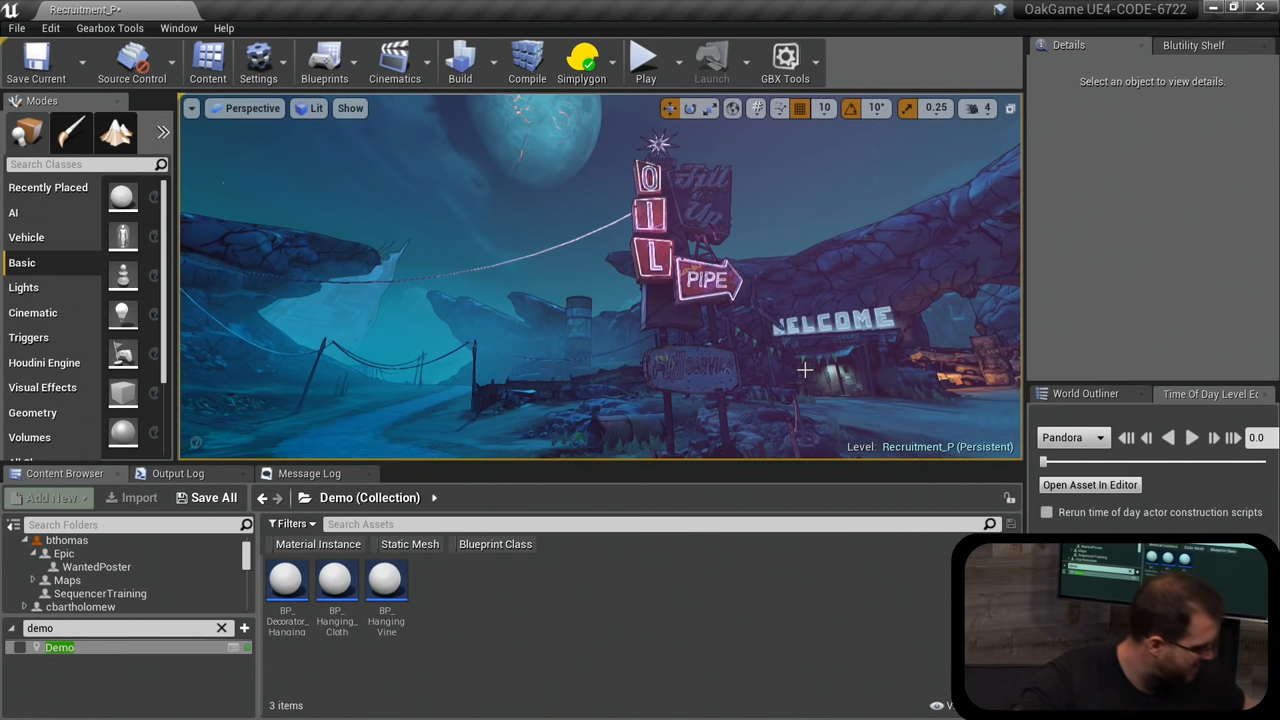 Recruitment_P*
OakGame UE4-CODE-6722
File Edit Gearbox Tools Window Help
Save Current Source Control Content Settings Blueprints Cinematics Build Compile Simplygon Play Launch GBX Tools
Details Blutility Shelf
Select an object to view details.
Modes
Search Classes
Recently Placed
AI
Vehicle
Basic
Lights
Cinematic
Triggers
Houdini Engine
Visual Effects
Geometry
Volumes
Perspective Lit Show
10 10° 0.25 4
OIL
Fill
Up
PIPE
WELCOME
Full SERVICE
Level: Recruitment_P (Persistent)
World Outliner Time Of Day Level Ec
Pandora 0.0
Open Asset In Editor
Rerun time of day actor construction scripts
Content Browser Output Log Message Log
Add New Import Save All Demo (Collection)
Search Folders
bthomas
Epic
WantedPoster
Maps
SequencerTraining
cbartholomew
demo
Demo
Filters Search Assets
Material Instance Static Mesh Blueprint Class
BP_
Decorator_
Hanging
BP_
Hanging_
Cloth
BP_
Hanging
Vine
3 items
V